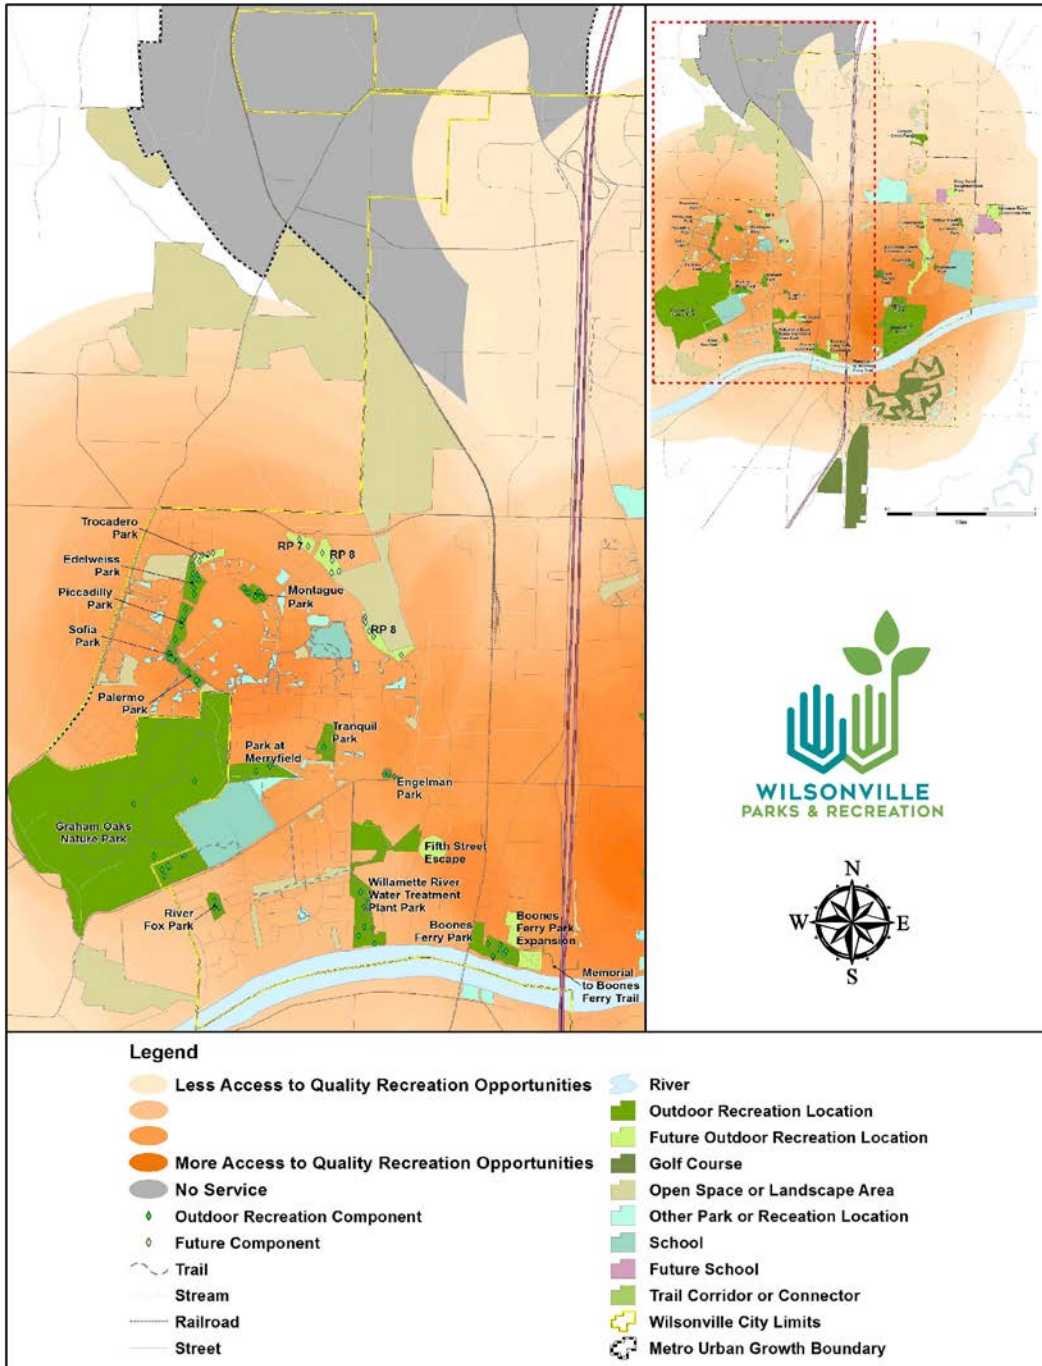 Trocadero
Park
Edelweiss
Park
Piccadilly
Park
Sofia
Park
Palermo
Park
RP 7
RP 8
Montague
Park
RP 8
Tranquil
Park
Park at
Merryfield
Engelman
Park
Graham Oaks
Nature Park
Fifth Street
Escape
Willamette River
Water Treatment
Plant Park
River
Fox Park
Boones
Ferry Park
Boones
Ferry Park
Expansion
Memorial
to Boones
Ferry Trail
WILSONVILLE
PARKS & RECREATION
N
W
E
S
Legend
Less Access to Quality Recreation Opportunities
More Access to Quality Recreation Opportunities
No Service
Outdoor Recreation Component
Future Component
Trail
Stream
Railroad
Street
River
Outdoor Recreation Location
Future Outdoor Recreation Location
Golf Course
Open Space or Landscape Area
Other Park or Receation Location
School
Future School
Trail Corridor or Connector
Wilsonville City Limits
Metro Urban Growth Boundary